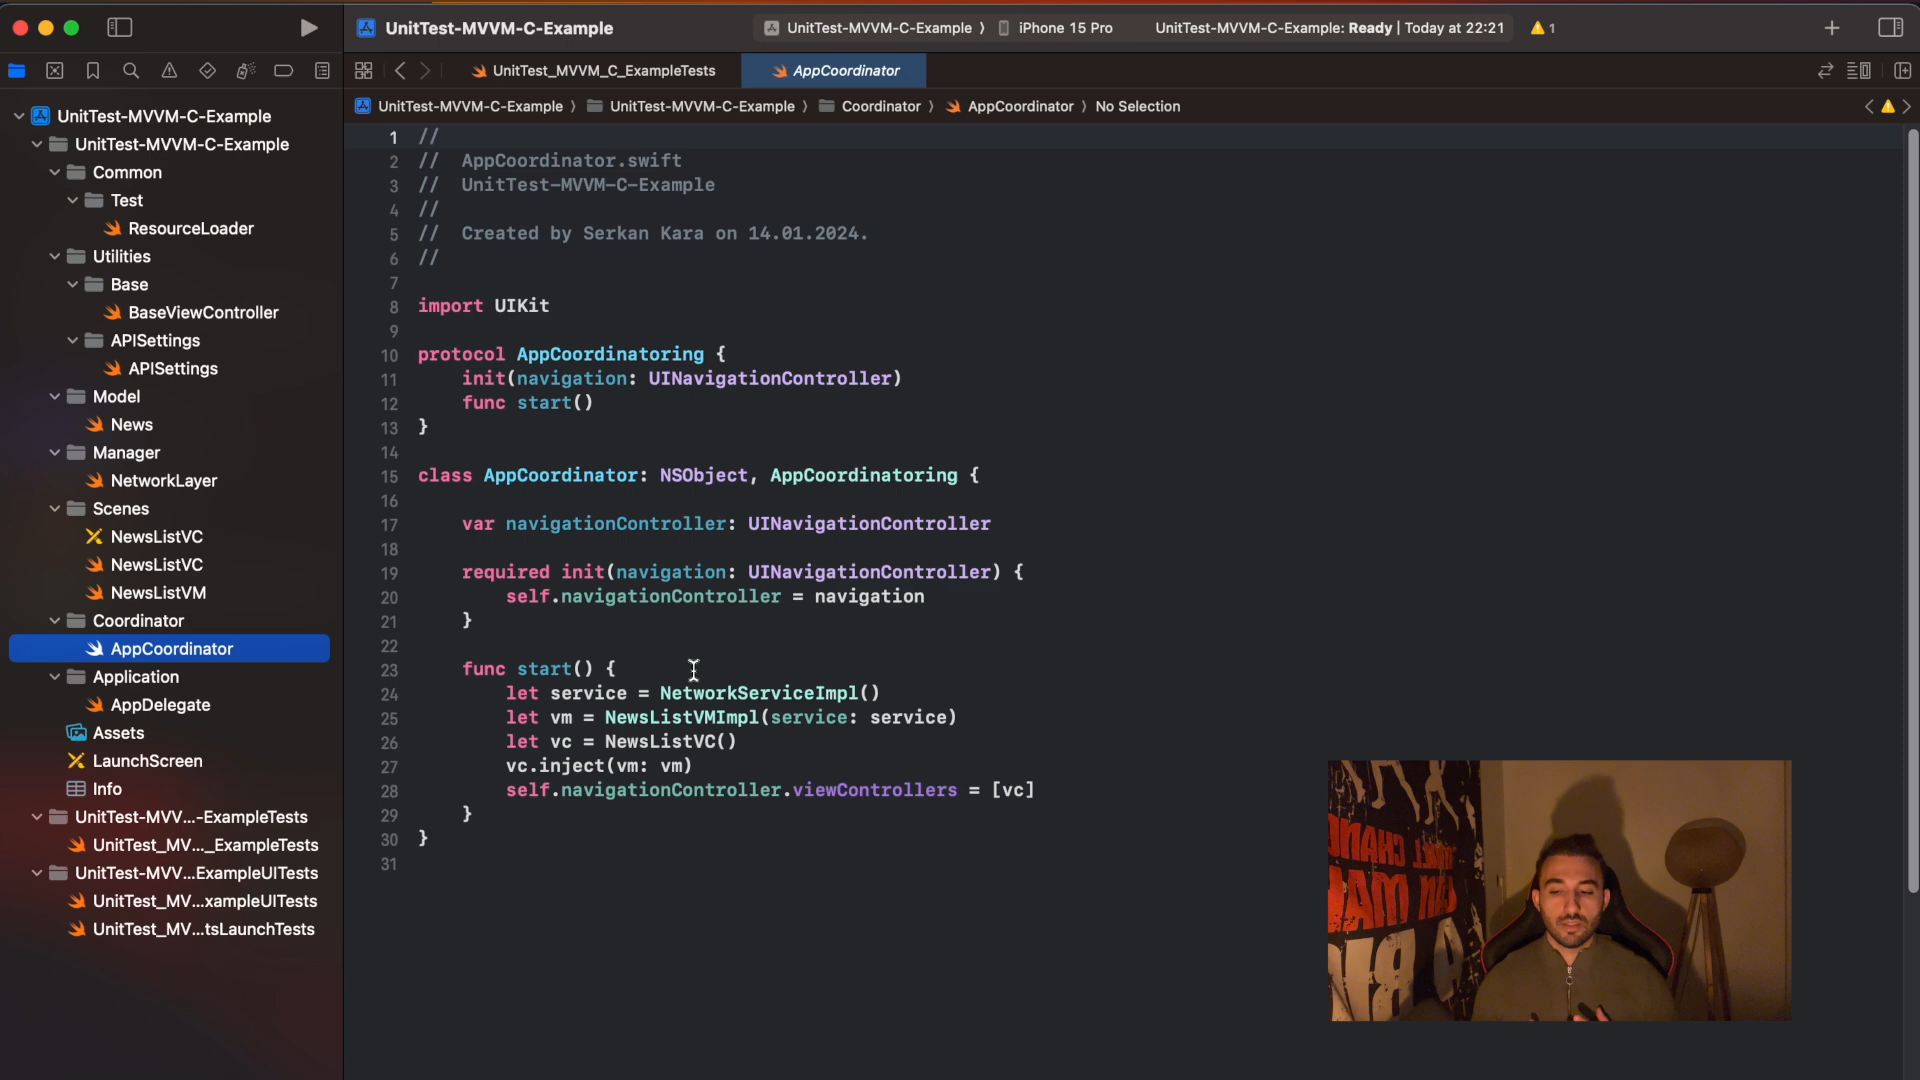 UnitTest-MVVM-C-Example
UnitTest-MVVM-C-Example ⟩ iPhone 15 Pro
UnitTest-MVVM-C-Example: Ready | Today at 22:21
1
UnitTest_MVVM_C_ExampleTests
AppCoordinator
UnitTest-MVVM-C-Example ⟩ UnitTest-MVVM-C-Example ⟩ Coordinator ⟩ AppCoordinator ⟩ No Selection
UnitTest-MVVM-C-Example
UnitTest-MVVM-C-Example
Common
Test
ResourceLoader
Utilities
Base
BaseViewController
APISettings
APISettings
Model
News
Manager
NetworkLayer
Scenes
NewsListVC
NewsListVC
NewsListVM
Coordinator
AppCoordinator
Application
AppDelegate
Assets
LaunchScreen
Info
UnitTest-MVV...-ExampleTests
UnitTest_MV..._ExampleTests
UnitTest-MVV...ExampleUITests
UnitTest_MV...xampleUITests
UnitTest_MV...tsLaunchTests
1 //
2 //  AppCoordinator.swift
3 //  UnitTest-MVVM-C-Example
4 //
5 //  Created by Serkan Kara on 14.01.2024.
6 //
7
8 import UIKit
9
10 protocol AppCoordinatoring {
11     init(navigation: UINavigationController)
12     func start()
13 }
14
15 class AppCoordinator: NSObject, AppCoordinatoring {
16
17     var navigationController: UINavigationController
18
19     required init(navigation: UINavigationController) {
20         self.navigationController = navigation
21     }
22
23     func start() {
24         let service = NetworkServiceImpl()
25         let vm = NewsListVMImpl(service: service)
26         let vc = NewsListVC()
27         vc.inject(vm: vm)
28         self.navigationController.viewControllers = [vc]
29     }
30 }
31